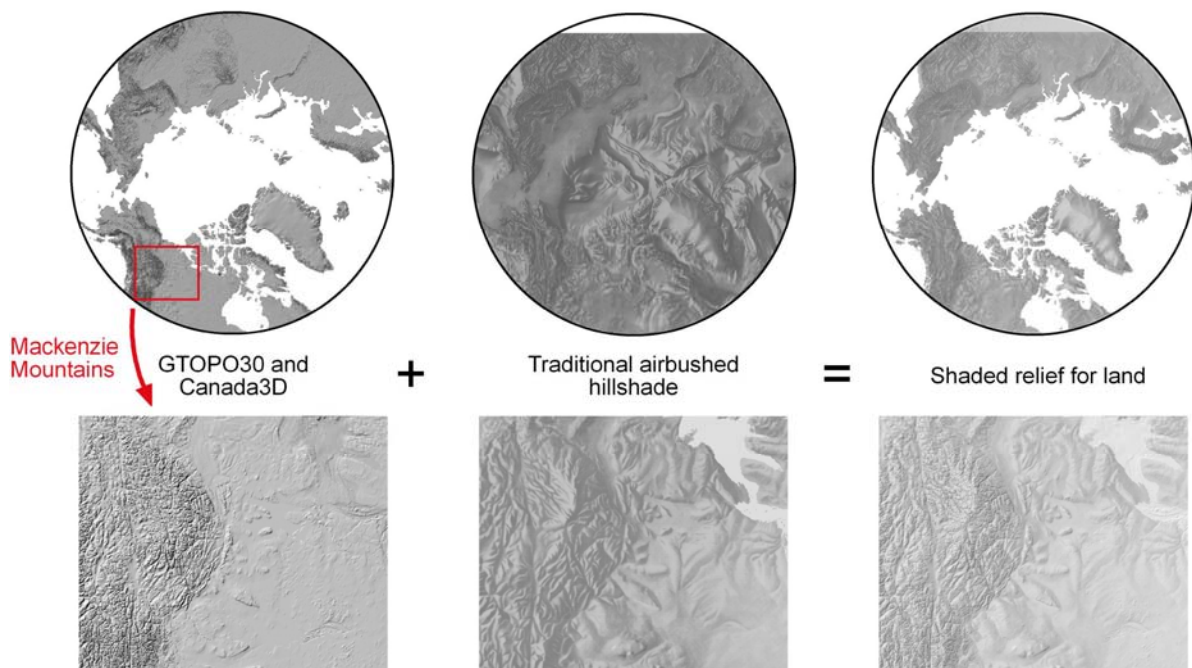 Mackenzie
Mountains
GTOPO30 and
Canada3D
+
Traditional airbushed
hillshade
=
Shaded relief for land